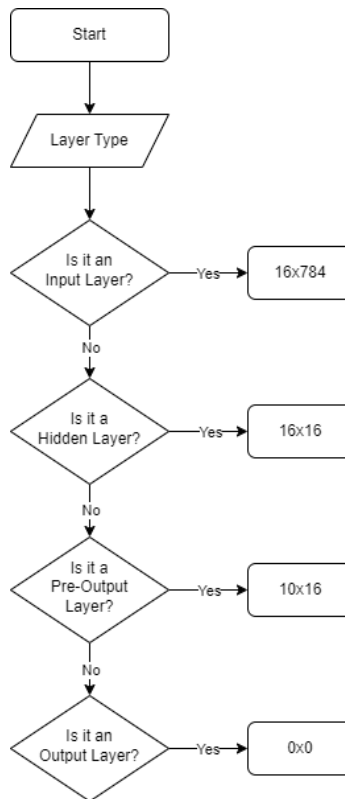 Start
Layer Type
Is it an
Input Layer?
Yes
16x784
No
Is it a
Hidden Layer?
Yes
16x16
No
Is it a
Pre-Output
Layer?
Yes
10x16
No
Is it an
Output Layer?
Yes
0x0